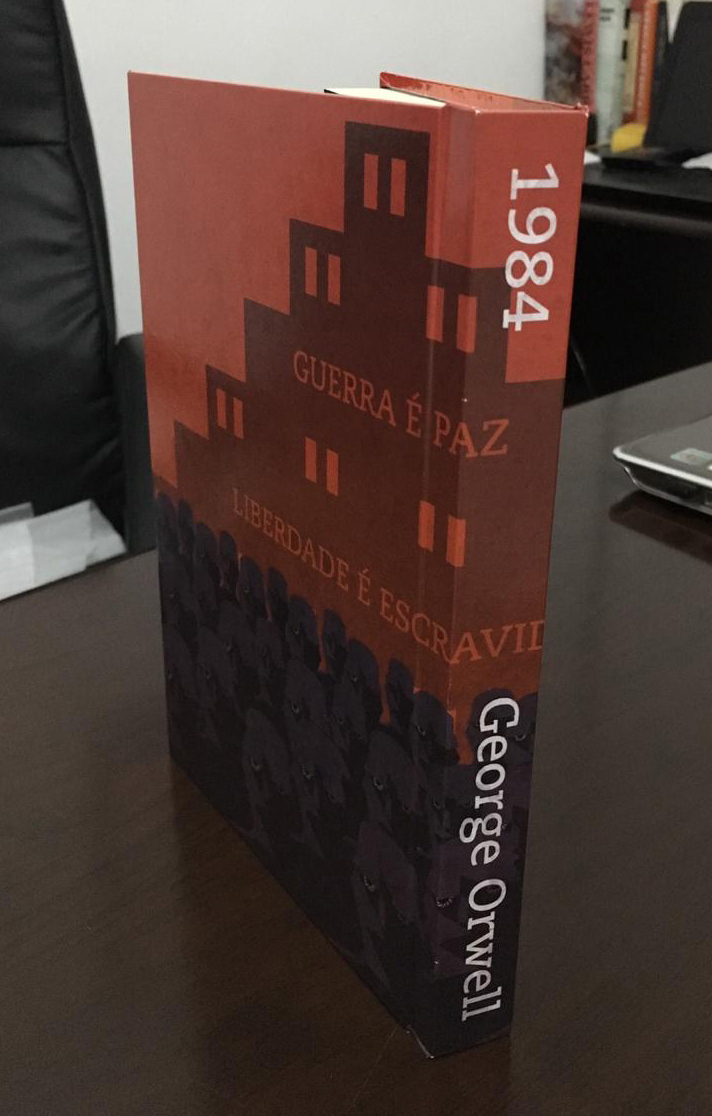 1984
GUERRA É PAZ
LIBERDADE É ESCRAVID
George Orwell